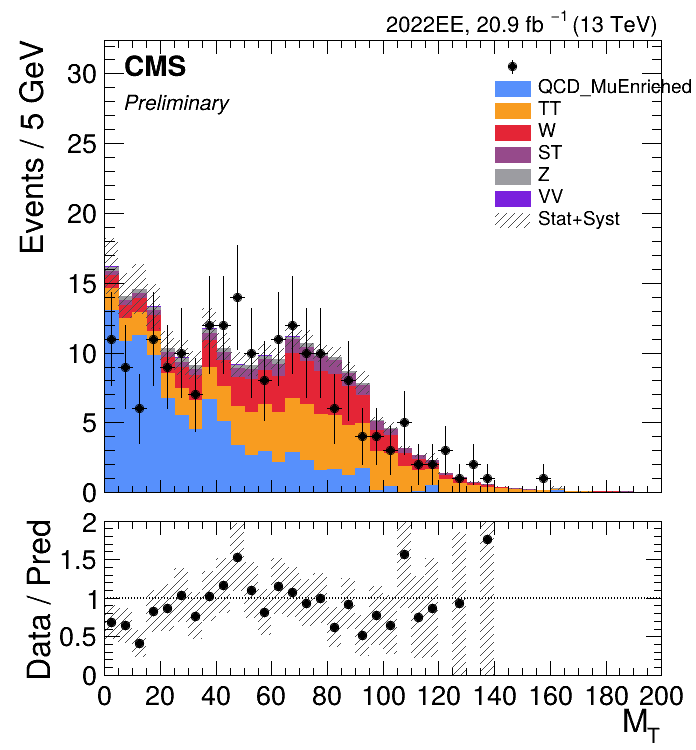 2022EE, 20.9 fb⁻¹ (13 TeV)
CMS
Preliminary
QCD_MuEnriched
TT
W
ST
Z
VV
Stat+Syst
Events / 5 GeV
30
25
20
15
10
5
0
Data / Pred
2
1.5
1
0.5
0
0 20 40 60 80 100 120 140 160 180 200
M_T